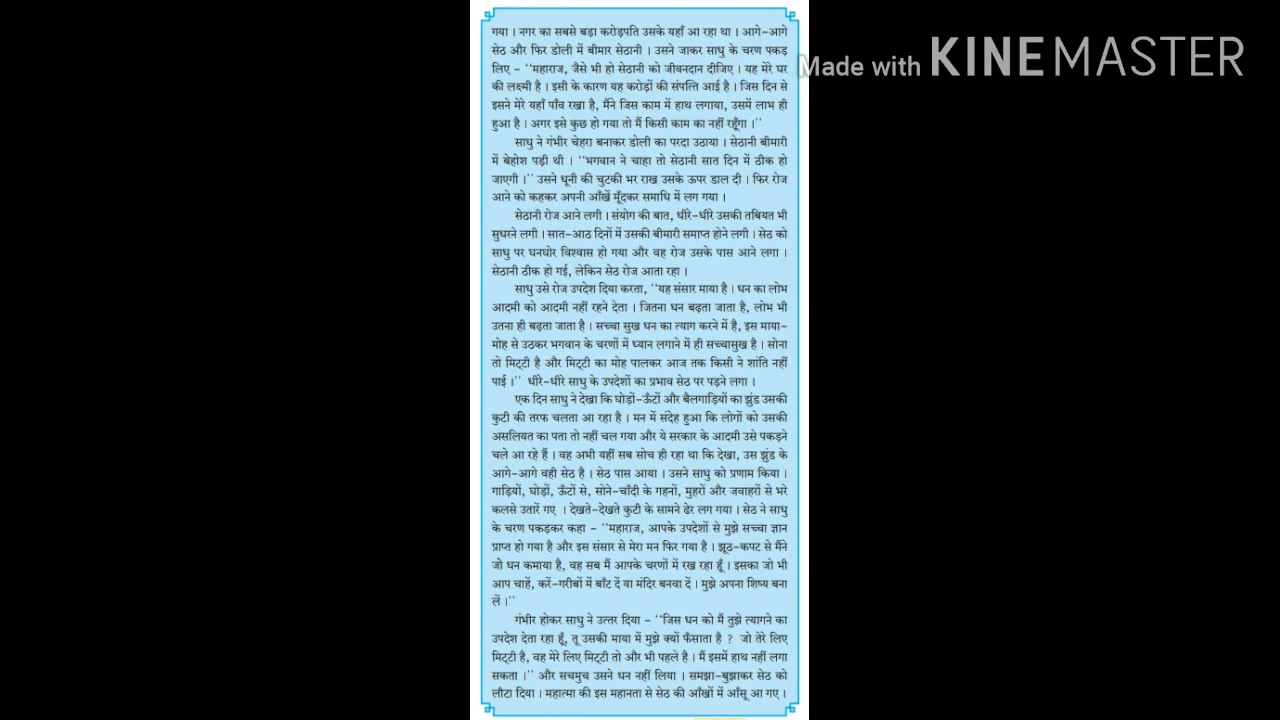 गया । नगर का सबसे बड़ा करोड़पति उसके यहाँ आ रहा था । आगे-आगे
सेठ और फिर डोली में बीमार सेठानी । उसने जाकर साधु के चरण पकड़
लिए - ‘‘महाराज, जैसे भी हो सेठानी को जीवनदान दीजिए । यह मेरे घर
की लक्ष्मी है । इसी के कारण यह करोड़ों की संपत्ति आई है । जिस दिन से
इसने मेरे यहाँ पाँव रखा है, मैंने जिस काम में हाथ लगाया, उसमें लाभ ही
हुआ है । अगर इसे कुछ हो गया तो मैं किसी काम का नहीं रहूँगा ।’’
साधु ने गंभीर चेहरा बनाकर डोली का परदा उठाया । सेठानी बीमारी
में बेहोश पड़ी थी । ‘‘भगवान ने चाहा तो सेठानी सात दिन में ठीक हो
जाएगी ।’’ उसने धूनी की चुटकी भर राख उसके ऊपर डाल दी । फिर रोज
आने को कहकर अपनी आँखें मूँदकर समाधि में लग गया ।
सेठानी रोज आने लगी । संयोग की बात, धीरे-धीरे उसकी तबियत भी
सुधरने लगी । सात-आठ दिनों में उसकी बीमारी समाप्त होने लगी । सेठ को
साधु पर घनघोर विश्वास हो गया और वह रोज उसके पास आने लगा ।
सेठानी ठीक हो गई, लेकिन सेठ रोज आता रहा ।
साधु उसे रोज उपदेश दिया करता, ‘‘यह संसार माया है । धन का लोभ
आदमी को आदमी नहीं रहने देता । जितना धन बढ़ता जाता है, लोभ भी
उतना ही बढ़ता जाता है । सच्चा सुख धन का त्याग करने में है, इस माया-
मोह से उठकर भगवान के चरणों में ध्यान लगाने में ही सच्चासुख है । सोना
तो मिट्टी है और मिट्टी का मोह पालकर आज तक किसी ने शांति नहीं
पाई ।’’ धीरे-धीरे साधु के उपदेशों का प्रभाव सेठ पर पड़ने लगा ।
एक दिन साधु ने देखा कि घोड़ों-ऊँटों और बैलगाड़ियों का झुंड उसकी
कुटी की तरफ चलता आ रहा है । मन में संदेह हुआ कि लोगों को उसकी
असलियत का पता तो नहीं चल गया और ये सरकार के आदमी उसे पकड़ने
चले आ रहे हैं । वह अभी यहीं सब सोच ही रहा था कि देखा, उस झुंड के
आगे-आगे वही सेठ है । सेठ पास आया । उसने साधु को प्रणाम किया ।
गाड़ियों, घोड़ों, ऊँटों से, सोने-चाँदी के गहनों, मुहरों और जवाहरों से भरे
कलसे उतारें गए । देखते-देखते कुटी के सामने ढेर लग गया । सेठ ने साधु
के चरण पकड़कर कहा - ‘‘महाराज, आपके उपदेशों से मुझे सच्चा ज्ञान
प्राप्त हो गया है और इस संसार से मेरा मन फिर गया है । झूठ-कपट से मैंने
जो धन कमाया है, वह सब मैं आपके चरणों में रख रहा हूँ । इसका जो भी
आप चाहें, करें-गरीबों में बाँट दें या मंदिर बनवा दें । मुझे अपना शिष्य बना
लें ।’’
गंभीर होकर साधु ने उत्तर दिया - ‘‘जिस धन को मैं तुझे त्यागने का
उपदेश देता रहा हूँ, तू उसकी माया में मुझे क्यों फँसाता है ? जो तेरे लिए
मिट्टी है, वह मेरे लिए मिट्टी तो और भी पहले है । मैं इसमें हाथ नहीं लगा
सकता ।’’ और सचमुच उसने धन नहीं लिया । समझा-बुझाकर सेठ को
लौटा दिया । महात्मा की इस महानता से सेठ की आँखों में आँसू आ गए ।
Made with KINEMASTER